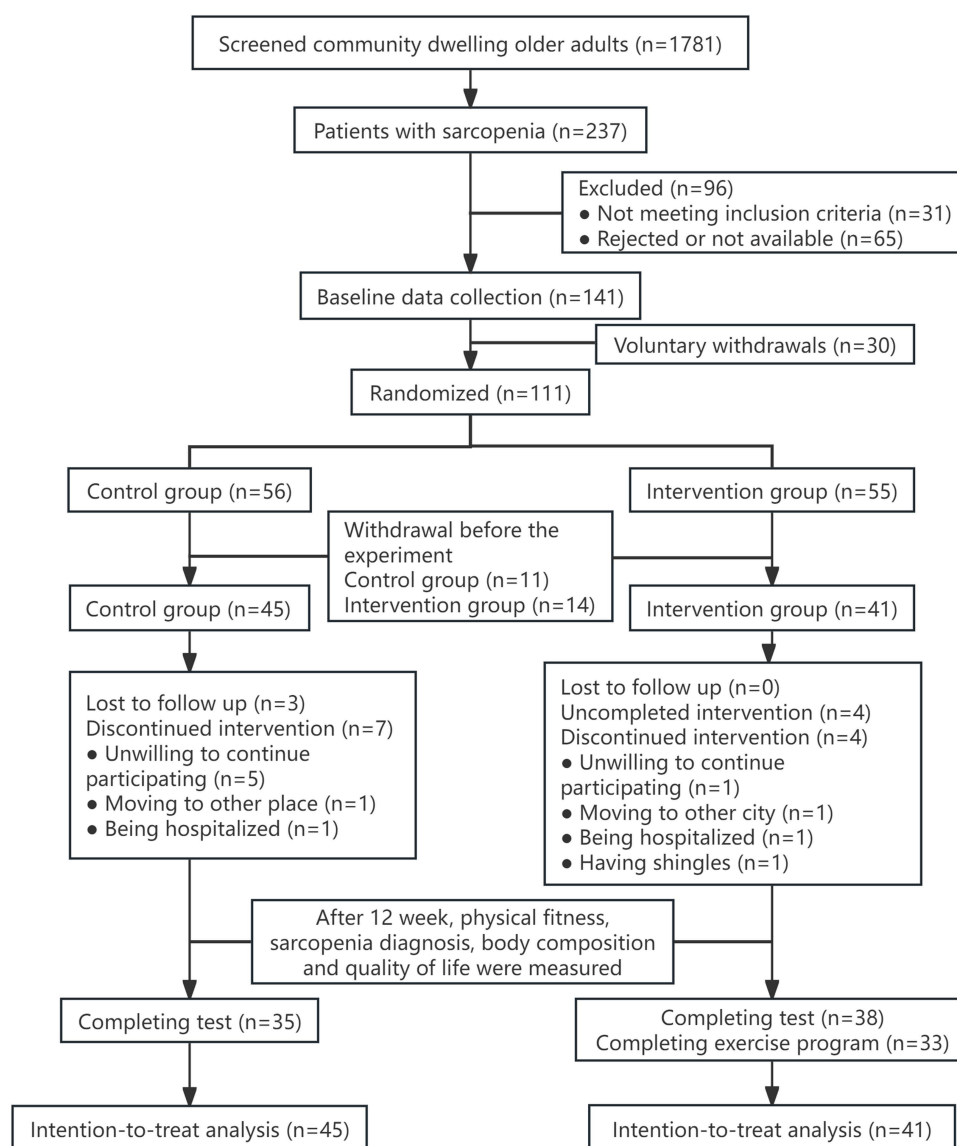 Screened community dwelling older adults (n=1781)
Patients with sarcopenia (n=237)
Excluded (n=96)
● Not meeting inclusion criteria (n=31)
● Rejected or not available (n=65)
Baseline data collection (n=141)
Voluntary withdrawals (n=30)
Randomized (n=111)
Control group (n=56)
Intervention group (n=55)
Withdrawal before the
experiment
Control group (n=11)
Intervention group (n=14)
Control group (n=45)
Intervention group (n=41)
Lost to follow up (n=3)
Discontinued intervention (n=7)
● Unwilling to continue
participating (n=5)
● Moving to other place (n=1)
● Being hospitalized (n=1)
Lost to follow up (n=0)
Uncompleted intervention (n=4)
Discontinued intervention (n=4)
● Unwilling to continue
participating (n=1)
● Moving to other city (n=1)
● Being hospitalized (n=1)
● Having shingles (n=1)
After 12 week, physical fitness,
sarcopenia diagnosis, body composition
and quality of life were measured
Completing test (n=35)
Completing test (n=38)
Completing exercise program (n=33)
Intention-to-treat analysis (n=45)
Intention-to-treat analysis (n=41)